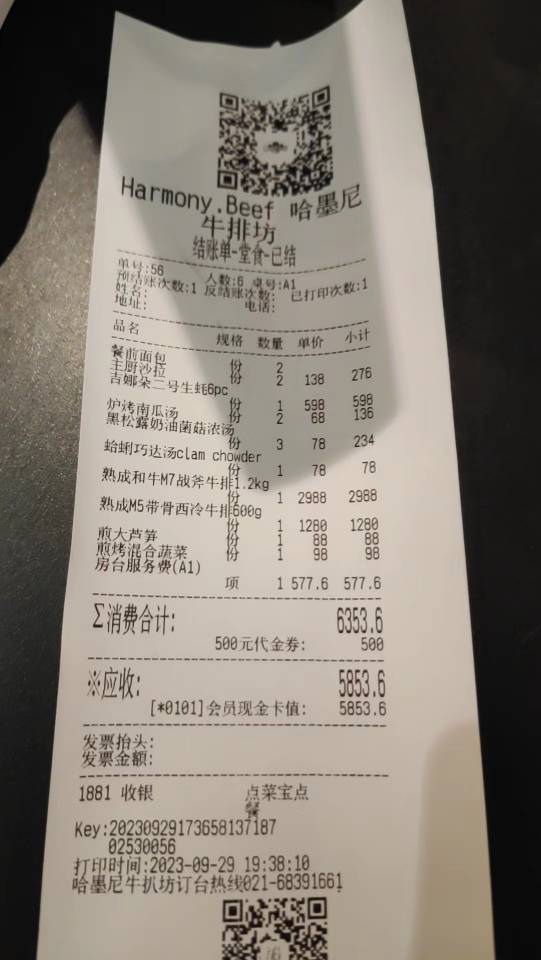 Harmony.Beef 哈墨尼
牛排坊
结账单-堂食-已结
单号:56 人数:6 桌号:A1
预结账次数:1 反结账次数: 已打印次数:1
姓名: 电话:
地址:
品名 规格 数量 单价 小计
餐前面包 份 2
主厨沙拉 份 2 138 276
吉娜朵二号生蚝6pc
份 1 598 598
炉烤南瓜汤 份 2 68 136
黑松露奶油菌菇浓汤
份 3 78 234
蛤蜊巧达汤clam chowder
份 1 78 78
熟成和牛M7战斧牛排1.2kg
份 1 2988 2988
熟成M5带骨西冷牛排600g
份 1 1280 1280
煎大芦笋 份 1 88 88
煎烤混合蔬菜 份 1 98 98
房台服务费(A1)
项 1 577.6 577.6
Σ消费合计: 6353.6
500元代金券: 500
※应收: 5853.6
[*0101]会员现金卡值: 5853.6
发票抬头:
发票金额:
1881 收银 点菜宝点
餐
Key:20230929173658137187
02530056
打印时间:2023-09-29 19:38:10
哈墨尼牛扒坊订台热线021-68391661